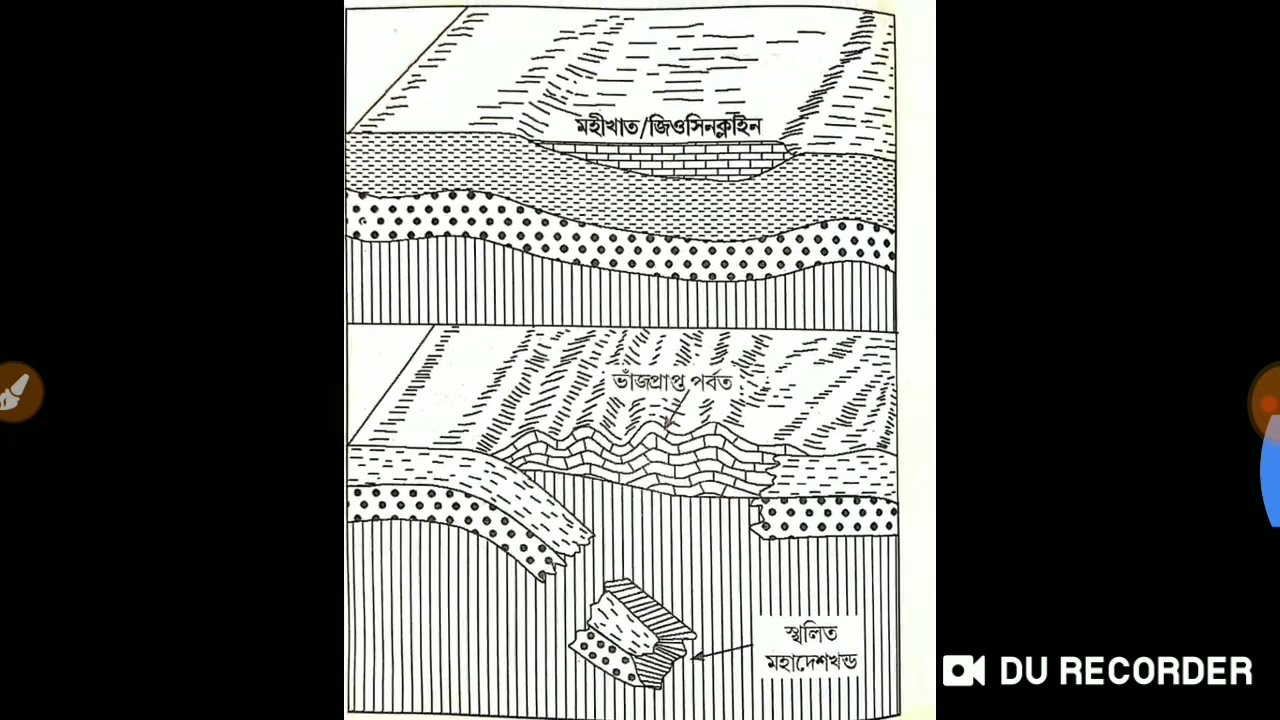 মহীখাত/জিওসিনক্লাইন
ভাঁজপ্রাপ্ত পর্বত
স্খলিত
মহাদেশখন্ড
DU RECORDER